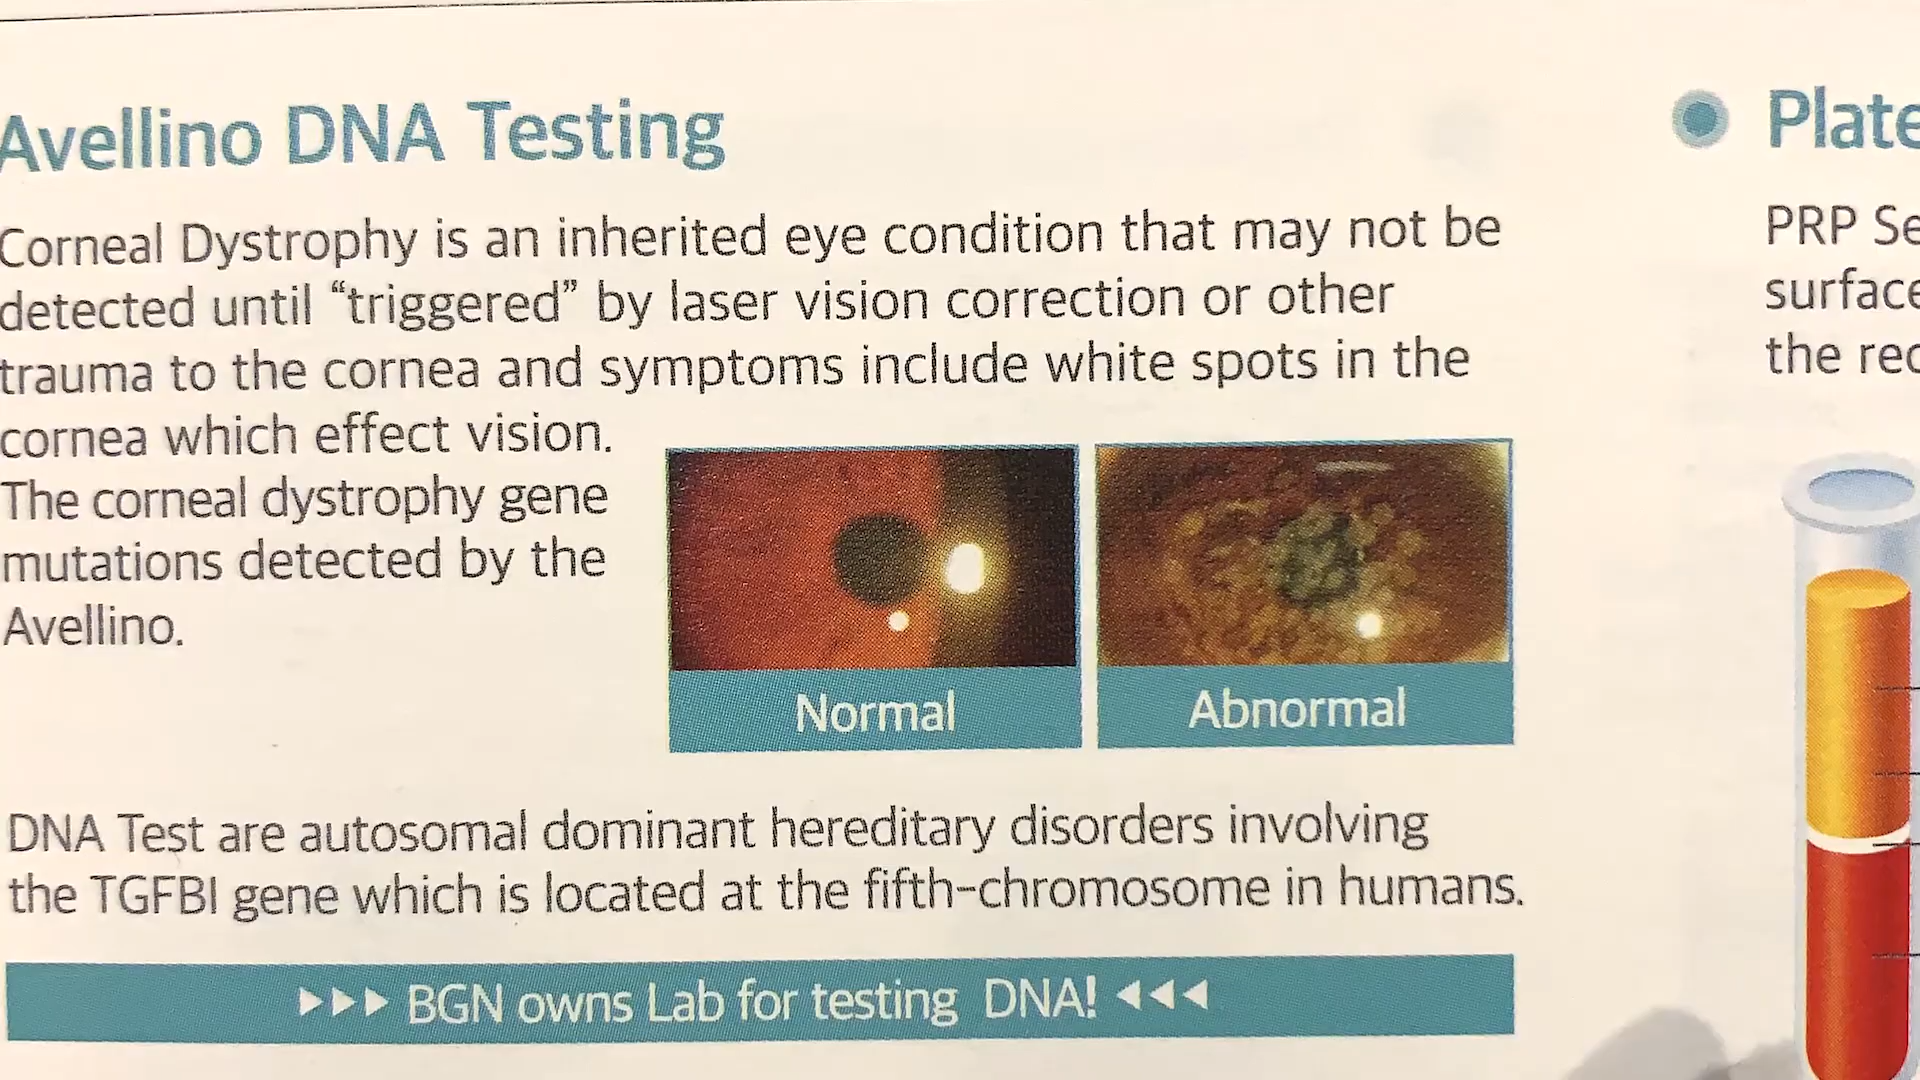 Avellino DNA Testing
Corneal Dystrophy is an inherited eye condition that may not be
detected until “triggered” by laser vision correction or other
trauma to the cornea and symptoms include white spots in the
cornea which effect vision.
The corneal dystrophy gene
mutations detected by the
Avellino.
Normal
Abnormal
DNA Test are autosomal dominant hereditary disorders involving
the TGFBI gene which is located at the fifth-chromosome in humans.
▶▶▶ BGN owns Lab for testing DNA! ◀◀◀
PRP
surface
the